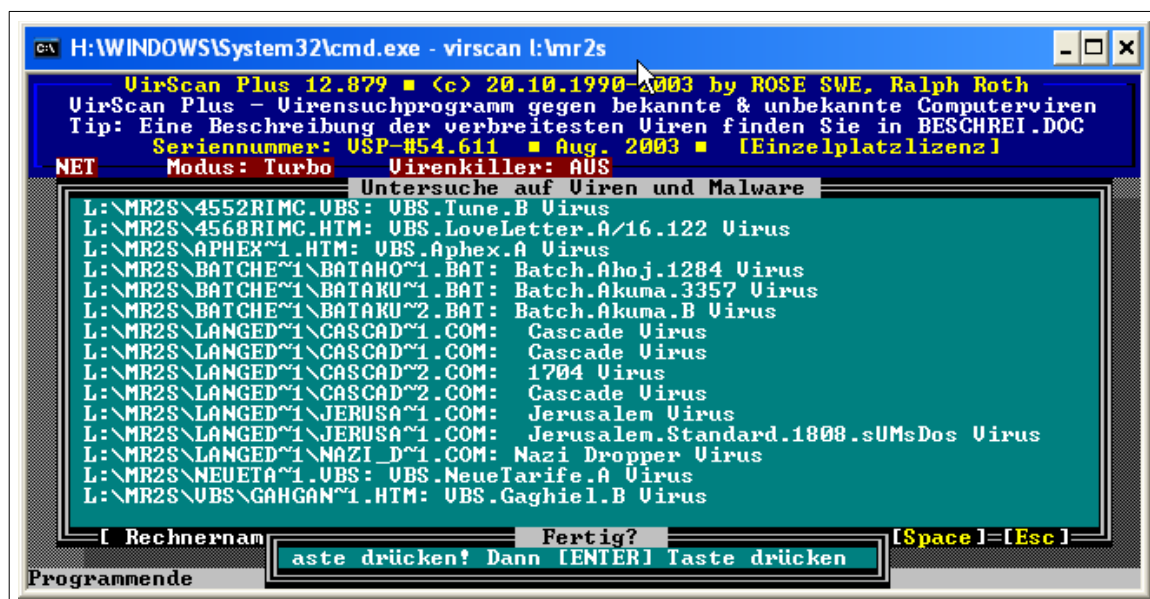 H:\WINDOWS\System32\cmd.exe - virscan l:\mr2s
VirScan Plus 12.879 ■ (c) 20.10.1990-2003 by ROSE SWE, Ralph Roth
VirScan Plus - Virensuchprogramm gegen bekannte & unbekannte Computerviren
Tip: Eine Beschreibung der verbreitesten Viren finden Sie in BESCHREI.DOC
Seriennummer: VSP-#54.611 ■ Aug. 2003 ■ [Einzelplatzlizenz]
NET Modus: Turbo Virenkiller: AUS
Untersuche auf Viren und Malware
L:\MR2S\4552RIMC.VBS: VBS.Tune.B Virus
L:\MR2S\4568RIMC.HTM: VBS.LoveLetter.A/16.122 Virus
L:\MR2S\APHEX~1.HTM: VBS.Aphex.A Virus
L:\MR2S\BATCHE~1\BATAHO~1.BAT: Batch.Ahoj.1284 Virus
L:\MR2S\BATCHE~1\BATAKU~1.BAT: Batch.Akuma.3357 Virus
L:\MR2S\BATCHE~1\BATAKU~2.BAT: Batch.Akuma.B Virus
L:\MR2S\LANGED~1\CASCAD~1.COM: Cascade Virus
L:\MR2S\LANGED~1\CASCAD~1.COM: Cascade Virus
L:\MR2S\LANGED~1\CASCAD~2.COM: 1704 Virus
L:\MR2S\LANGED~1\CASCAD~2.COM: Cascade Virus
L:\MR2S\LANGED~1\JERUSA~1.COM: Jerusalem Virus
L:\MR2S\LANGED~1\JERUSA~1.COM: Jerusalem.Standard.1808.sUMsDos Virus
L:\MR2S\LANGED~1\NAZI_D~1.COM: Nazi Dropper Virus
L:\MR2S\NEUETA~1.VBS: VBS.NeueTarife.A Virus
L:\MR2S\VBS\GAHGAN~1.HTM: VBS.Gaghiel.B Virus
[ Rechnernam Fertig? [Space]=[Esc]
aste drücken! Dann [ENTER] Taste drücken
Programmende